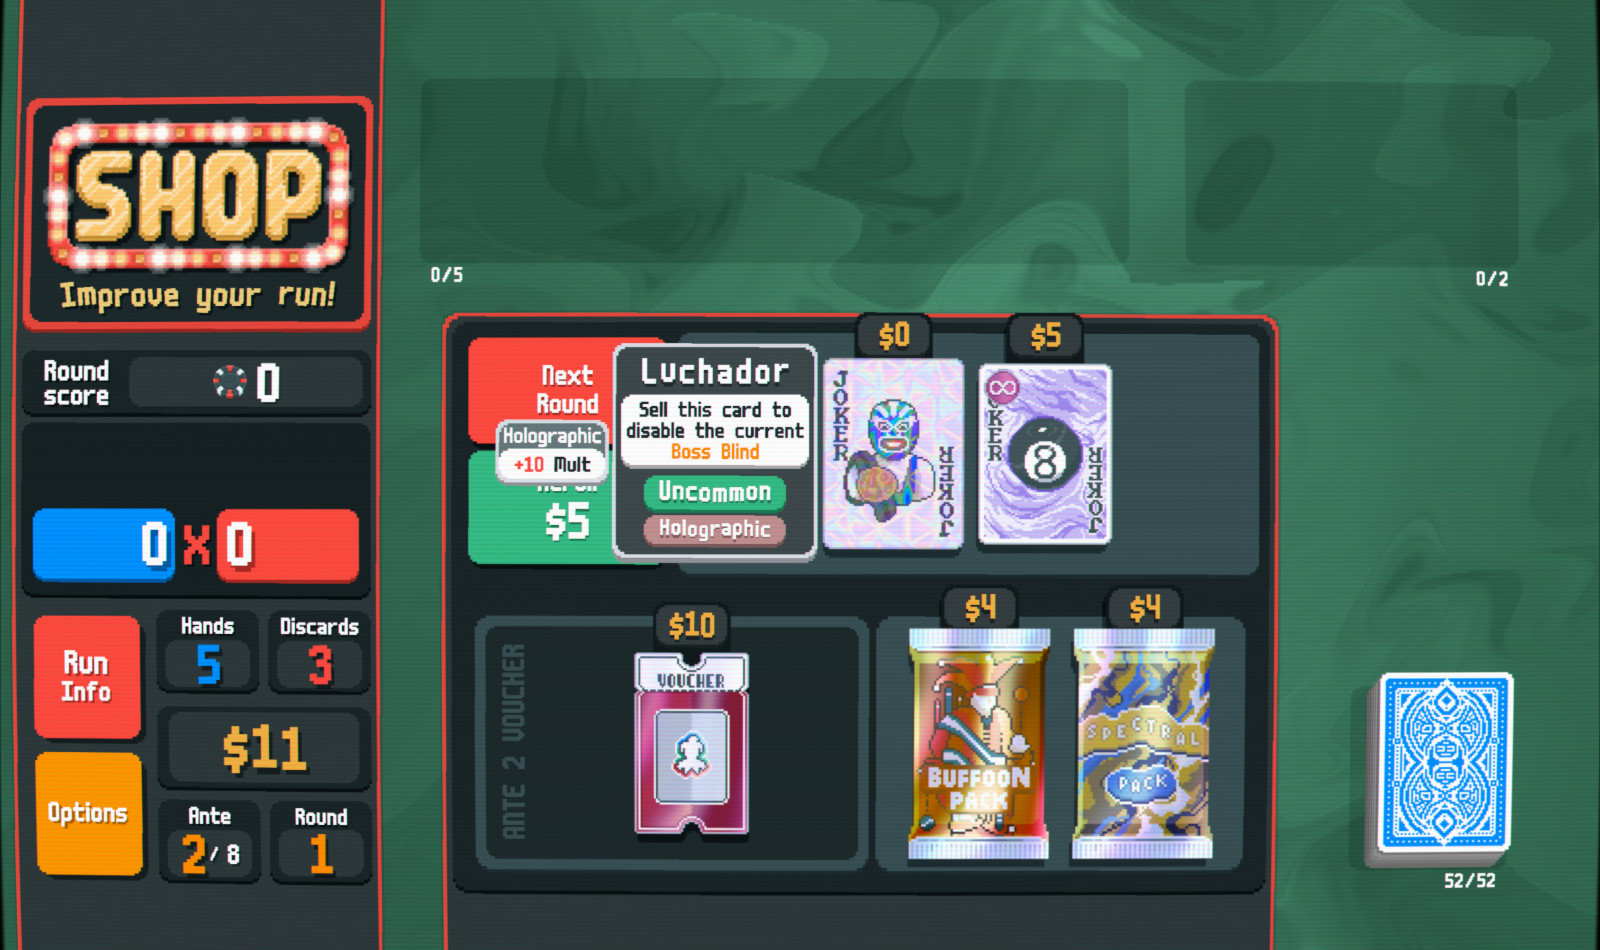 SHOP
Improve your run!
Round
score
0
0 X 0
Run
Info
Hands
5
Discards
3
$11
Options
Ante
2/8
Round
1
0/5
0/2
Next
Round
Holographic
+10 Mult
$5
Luchador
Sell this card to
disable the current
Boss Blind
Uncommon
Holographic
$0
JOKER
JOKER
$5
JOKER
8
JOKER
ANTE 2 VOUCHER
$10
VOUCHER
$4
BUFFOON
PACK
$4
SPECTRAL
PACK
52/52